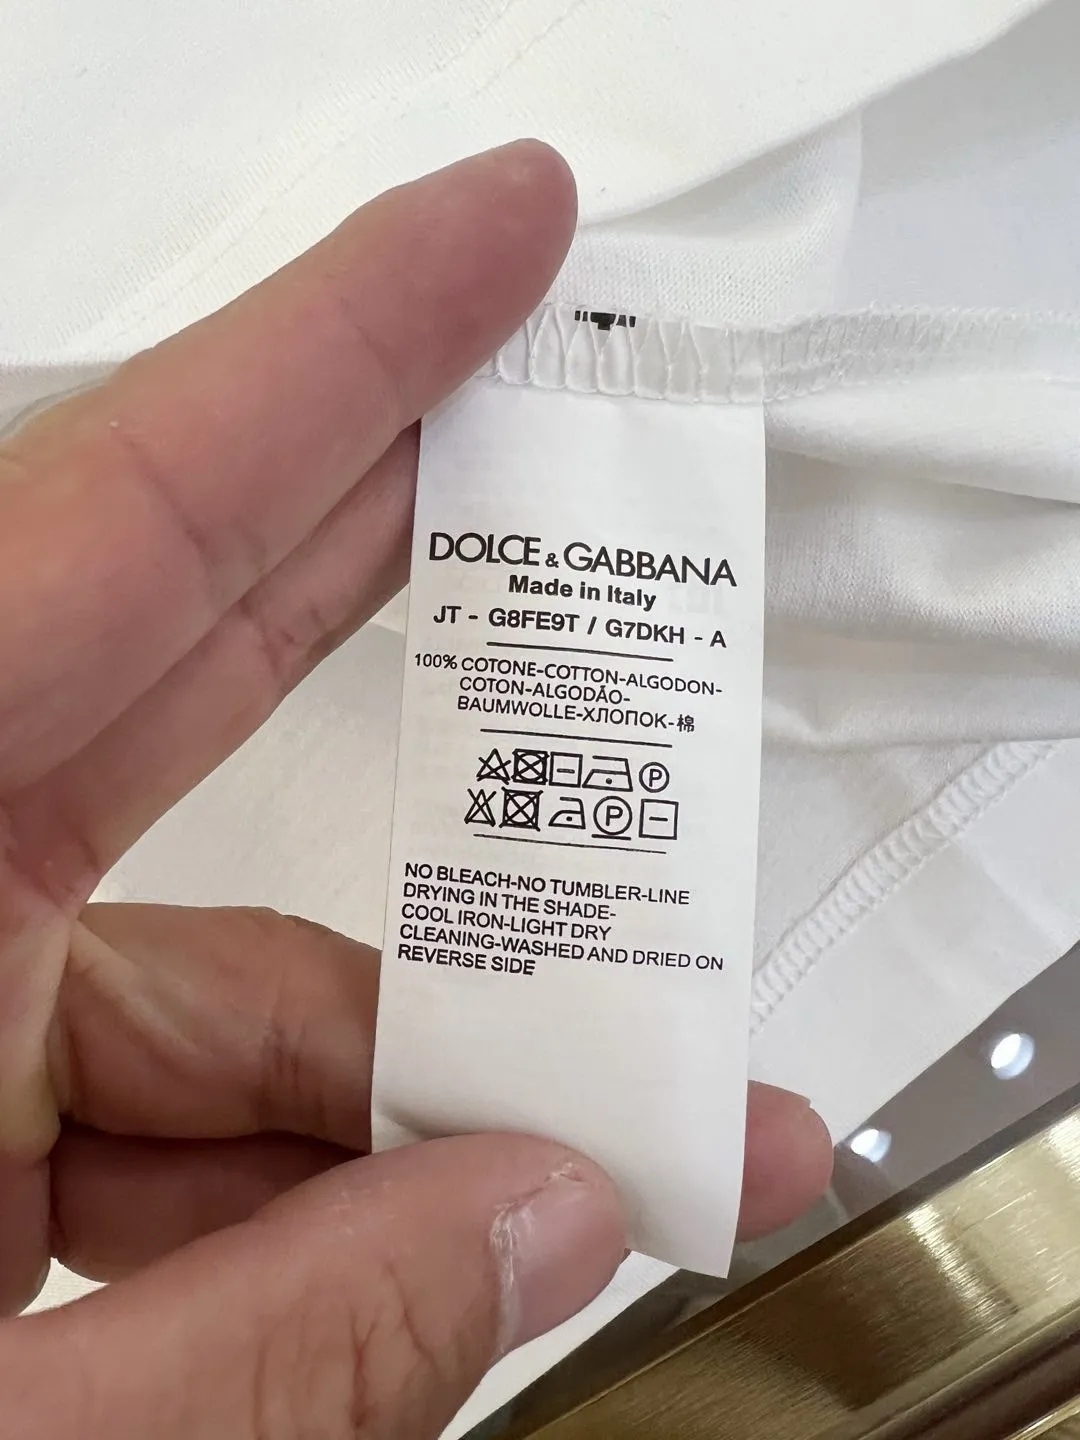 DOLCE & GABBANA
Made in Italy
JT - G8FE9T / G7DKH - A
100% COTONE-COTTON-ALGODON-
COTON-ALGODÃO-
BAUMWOLLE-ХЛОПОК-棉
P
P
NO BLEACH-NO TUMBLER-LINE
DRYING IN THE SHADE-
COOL IRON-LIGHT DRY
CLEANING-WASHED AND DRIED ON
REVERSE SIDE